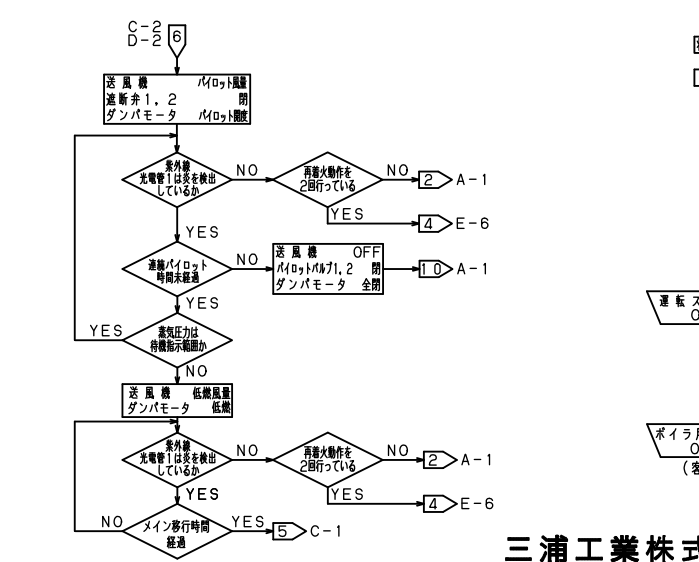 C-2
D-2
6
送風機 パイロット風量
遮断弁1,2 閉
ダンパモータ パイロット開度
紫外線
光電管1は炎を検出
しているか
NO
再着火動作を
2回行っている
NO
2
A-1
YES
4
E-6
YES
連続パイロット
時間未経過
NO
送風機 OFF
パイロットバルブ1,2 閉
ダンパモータ 全閉
10
A-1
YES
蒸気圧力は
待機指示範囲か
YES
NO
送風機 低燃風量
ダンパモータ 低燃
紫外線
光電管1は炎を検出
しているか
NO
再着火動作を
2回行っている
NO
2
A-1
YES
4
E-6
YES
メイン移行時間
経過
NO
YES
5
C-1
運転ス
ボイラ
三浦工業株式